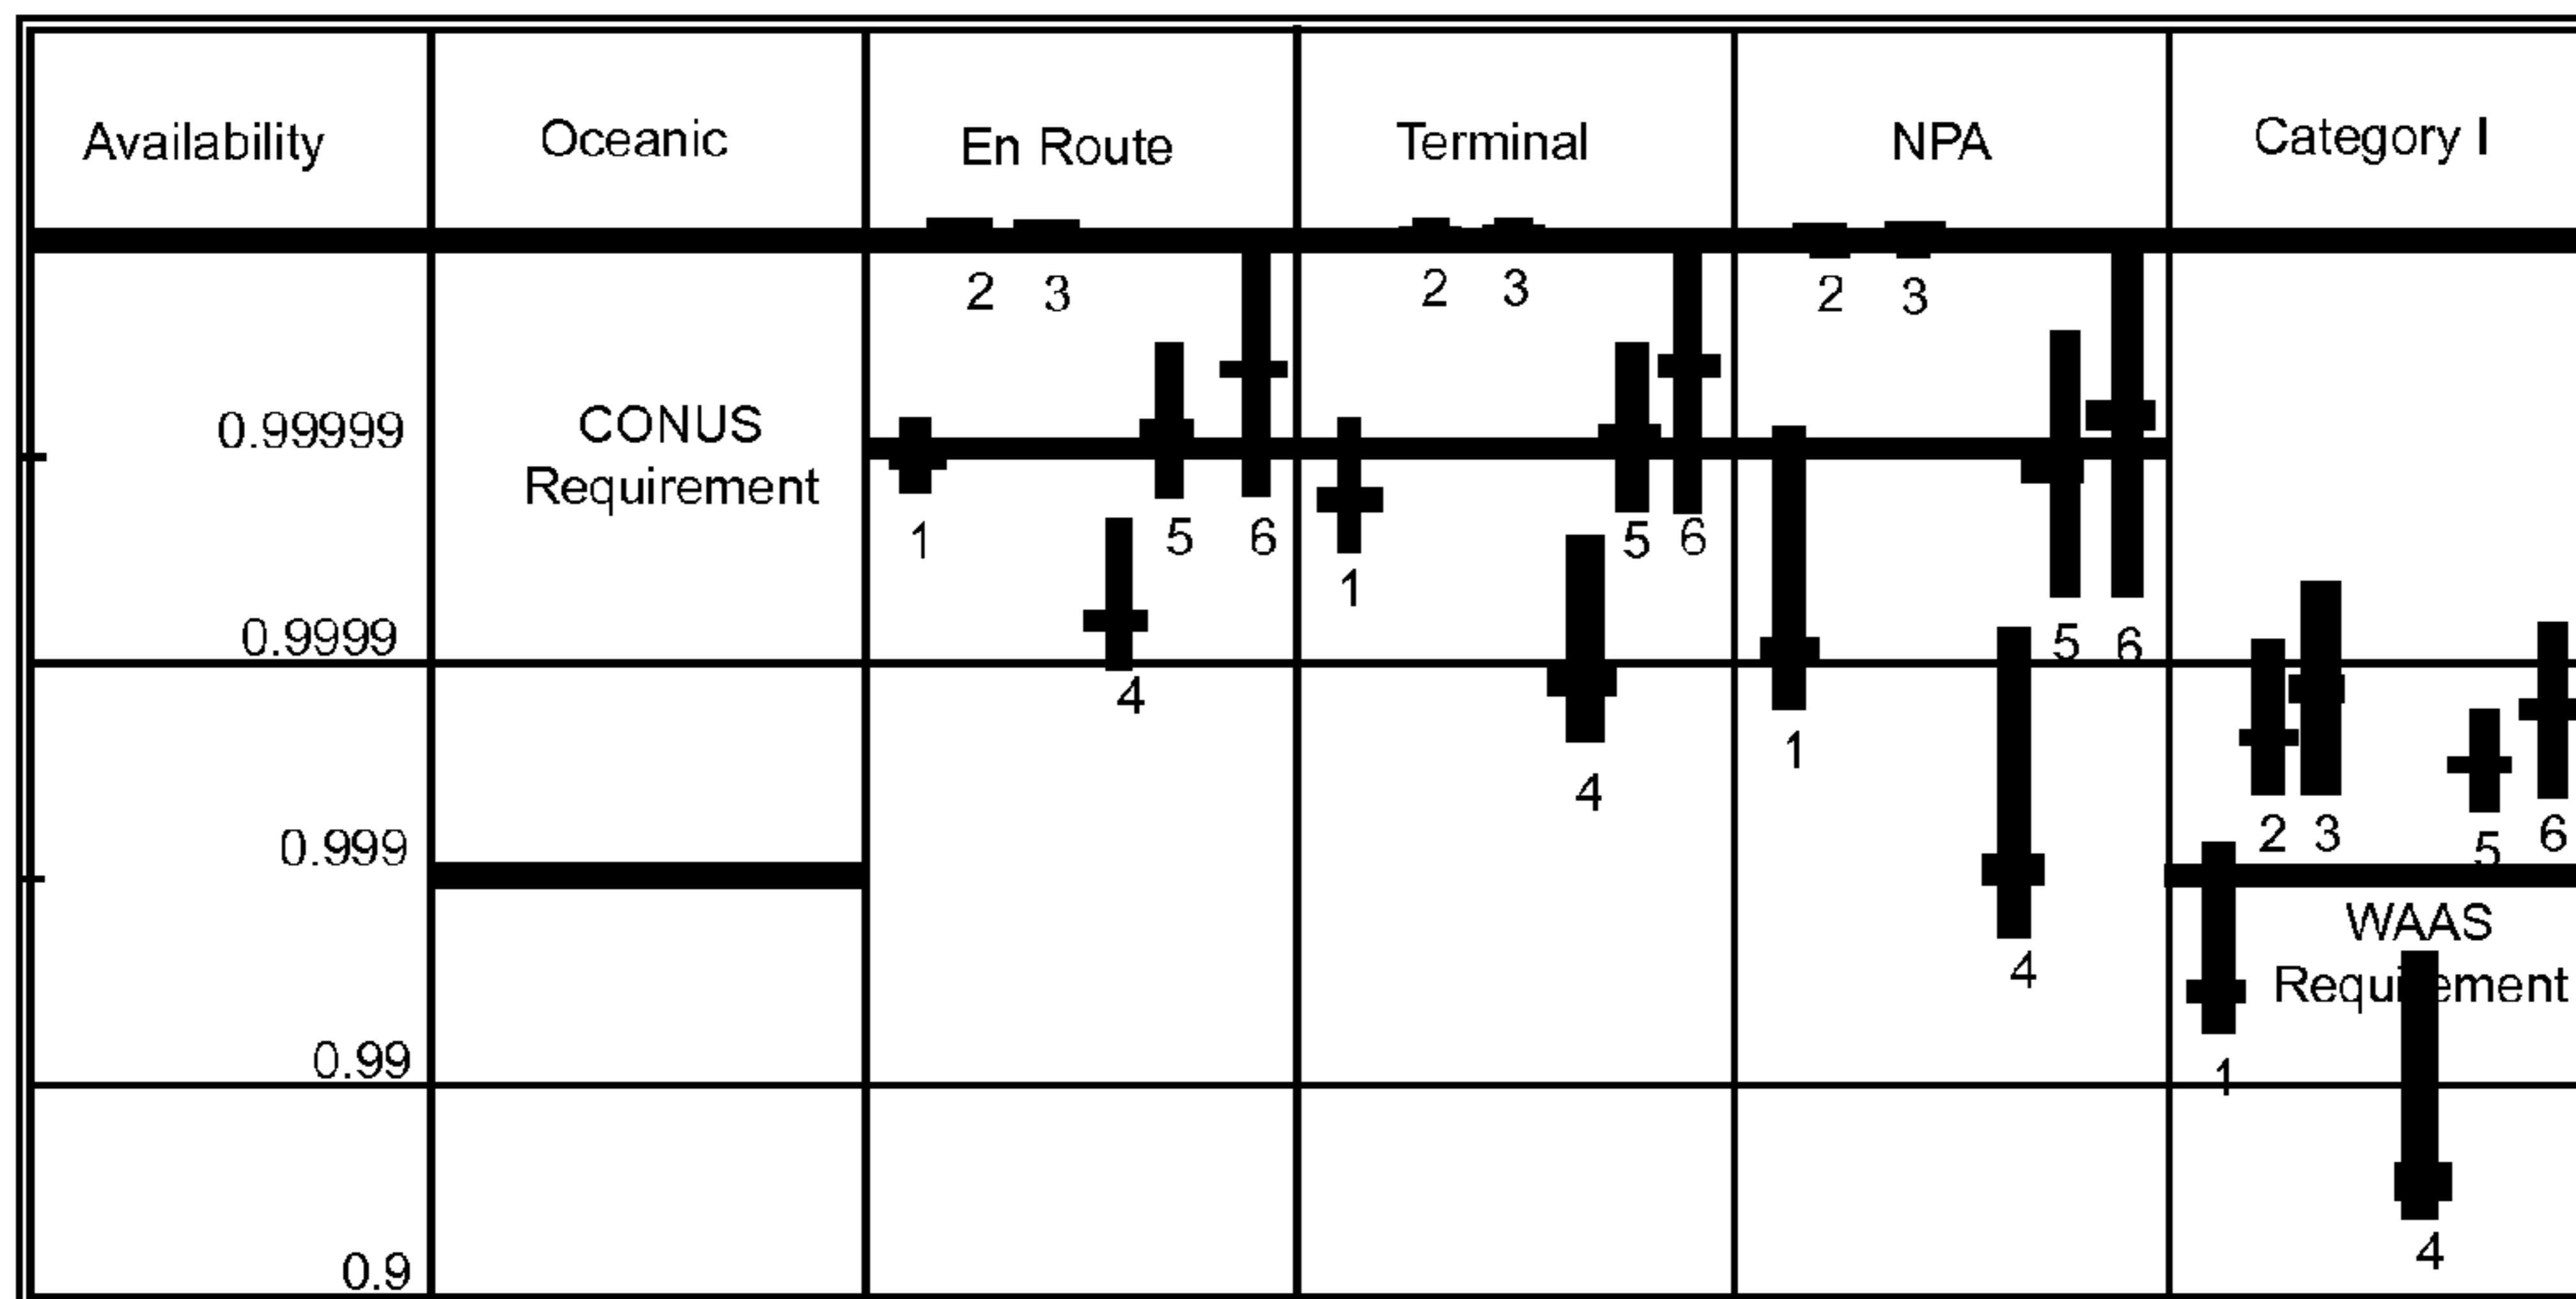 Availability
Oceanic
En Route
Terminal
NPA
Category I
2 3
2 3
2 3
0.99999
CONUS
Requirement
1
5 6
1
5 6
0.9999
4
4
1
5 6
4
2 3
5 6
0.999
WAAS
Requirement
1
0.99
4
0.9